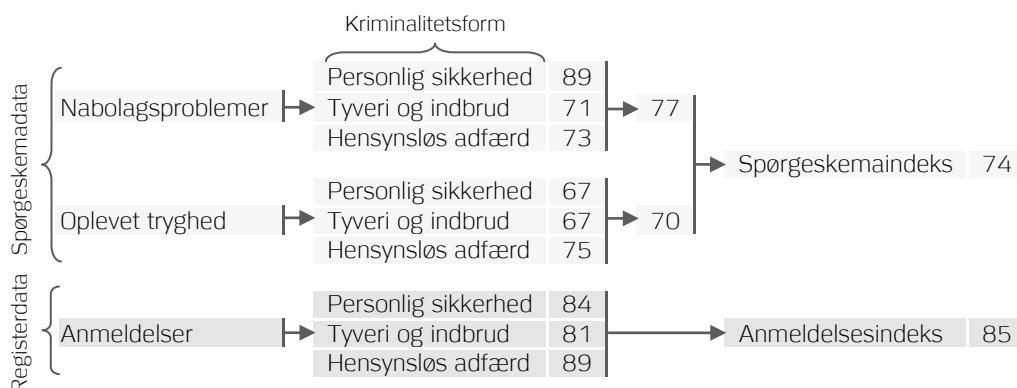 Kriminalitetsform
Spørgeskemadata
Nabolagsproblemer
Personlig sikkerhed 89
Tyveri og indbrud 71
Hensynsløs adfærd 73
77
Oplevet tryghed
Personlig sikkerhed 67
Tyveri og indbrud 67
Hensynsløs adfærd 75
70
Spørgeskemaindeks 74
Registerdata
Anmeldelser
Personlig sikkerhed 84
Tyveri og indbrud 81
Hensynsløs adfærd 89
Anmeldelsesindeks 85